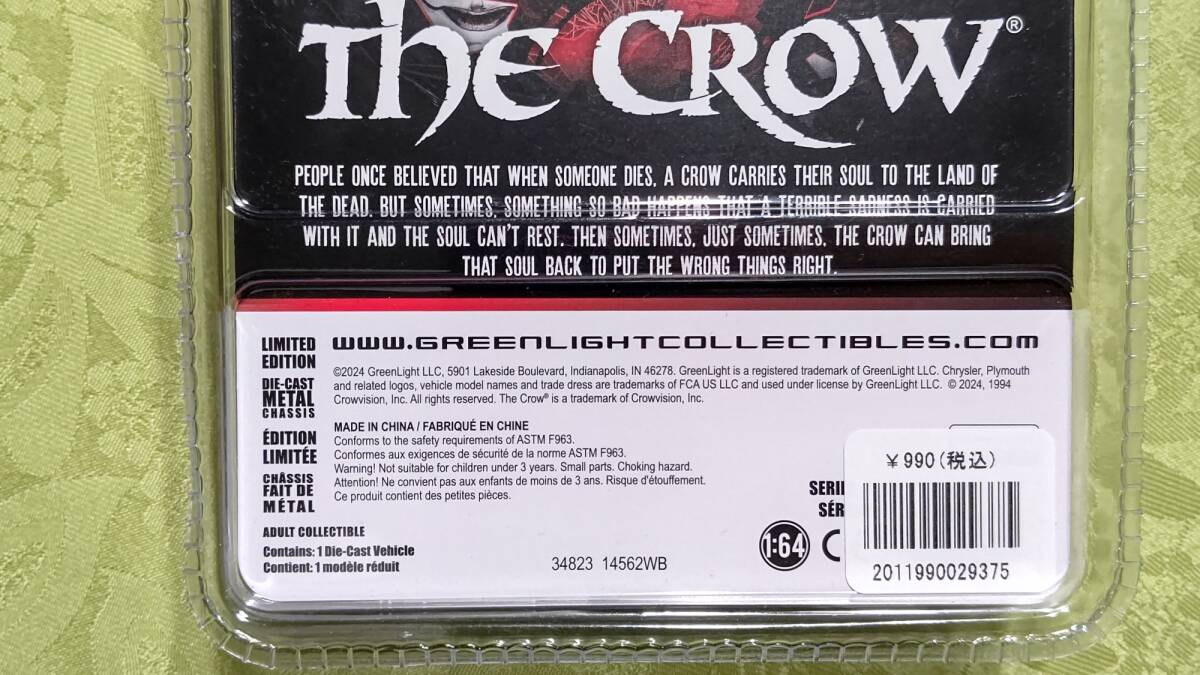 THE CROW®
PEOPLE ONCE BELIEVED THAT WHEN SOMEONE DIES, A CROW CARRIES THEIR SOUL TO THE LAND OF
THE DEAD. BUT SOMETIMES, SOMETHING SO BAD HAPPENS THAT A TERRIBLE SADNESS IS CARRIED
WITH IT AND THE SOUL CAN'T REST. THEN SOMETIMES, JUST SOMETIMES, THE CROW CAN BRING
THAT SOUL BACK TO PUT THE WRONG THINGS RIGHT.
LIMITED
EDITION
DIE-CAST
METAL
CHASSIS
ÉDITION
LIMITÉE
CHÂSSIS
FAIT DE
MÉTAL
WWW.GREENLIGHTCOLLECTIBLES.COM
©2024 GreenLight LLC, 5901 Lakeside Boulevard, Indianapolis, IN 46278. GreenLight is a registered trademark of GreenLight LLC. Chrysler, Plymouth
and related logos, vehicle model names and trade dress are trademarks of FCA US LLC and used under license by GreenLight LLC. © 2024, 1994
Crowvision, Inc. All rights reserved. The Crow® is a trademark of Crowvision, Inc.
MADE IN CHINA / FABRIQUÉ EN CHINE
Conforms to the safety requirements of ASTM F963.
Conformes aux exigences de sécurité de la norme ASTM F963.
Warning! Not suitable for children under 3 years. Small parts. Choking hazard.
Attention! Ne convient pas aux enfants de moins de 3 ans. Risque d'étouffement.
Ce produit contient des petites pièces.
ADULT COLLECTIBLE
Contains: 1 Die-Cast Vehicle
Contient: 1 modèle réduit
34823 14562WB
SERI
SÉR
1:64
¥990(税込)
2011990029375